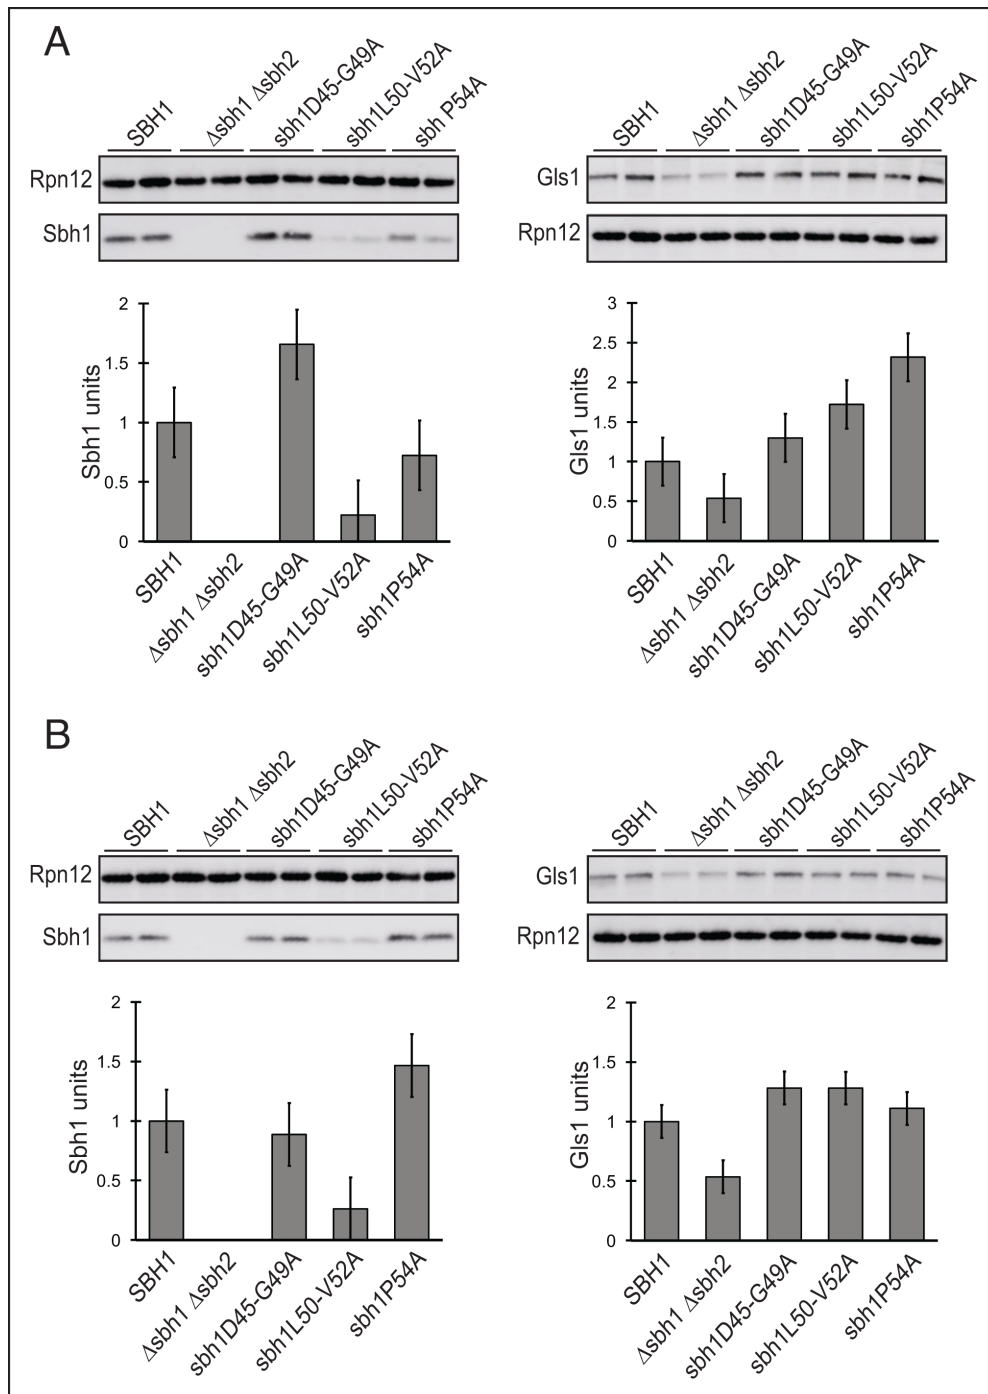 A
SBH1
Δsbh1 Δsbh2
sbh1D45-G49A
sbh1L50-V52A
sbh P54A
Rpn12
Sbh1
2
1.5
1
0.5
0
Sbh1 units
SBH1
Δsbh1 Δsbh2
sbh1D45-G49A
sbh1L50-V52A
sbh1P54A
SBH1
Δsbh1 Δsbh2
sbh1D45-G49A
sbh1L50-V52A
sbh1P54A
Gls1
Rpn12
3
2.5
2
1.5
1
0.5
0
Gls1 units
SBH1
Δsbh1 Δsbh2
sbh1D45-G49A
sbh1L50-V52A
sbh1P54A
B
SBH1
Δsbh1 Δsbh2
sbh1D45-G49A
sbh1L50-V52A
sbh1P54A
Rpn12
Sbh1
2
1.5
1
0.5
0
Sbh1 units
SBH1
Δsbh1 Δsbh2
sbh1D45-G49A
sbh1L50-V52A
sbh1P54A
SBH1
Δsbh1 Δsbh2
sbh1D45-G49A
sbh1L50-V52A
sbh1P54A
Gls1
Rpn12
2
1.5
1
0.5
0
Gls1 units
SBH1
Δsbh1 Δsbh2
sbh1D45-G49A
sbh1L50-V52A
sbh1P54A